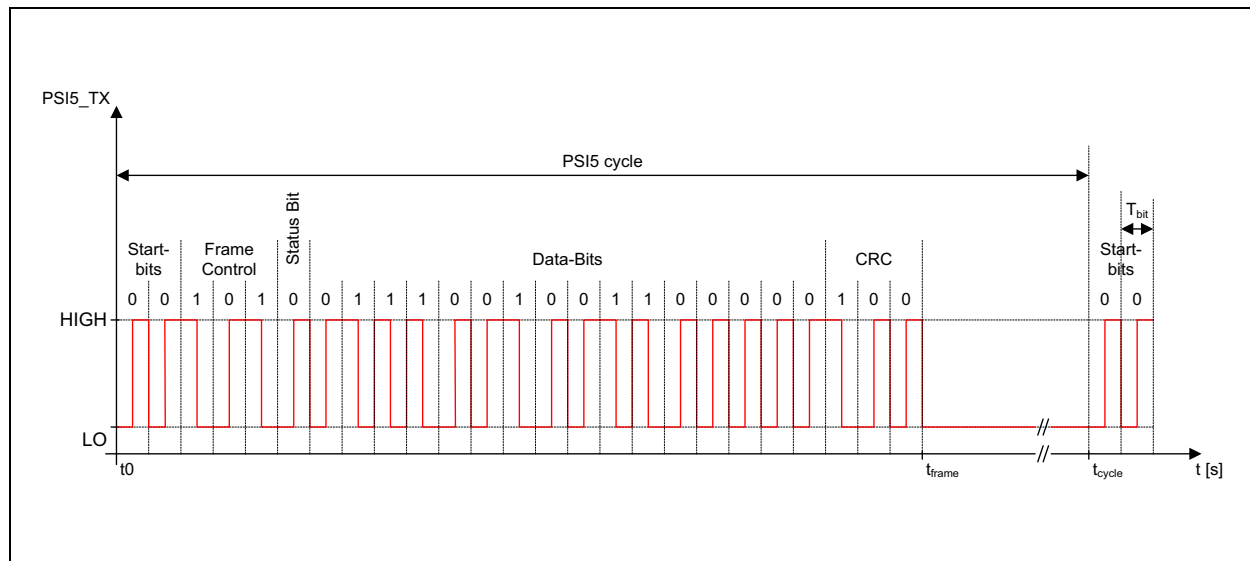 PSI5_TX
PSI5 cycle
Status Bit
T bit
Start-
bits
Frame
Control
Data-Bits
CRC
Start-
bits
0 0 1 0 1 0 0 1 1 1 0 0 1 0 0 1 1 0 0 0 0 0 1 0 0 0 0
HIGH
LO
t0 t frame t cycle t [s]